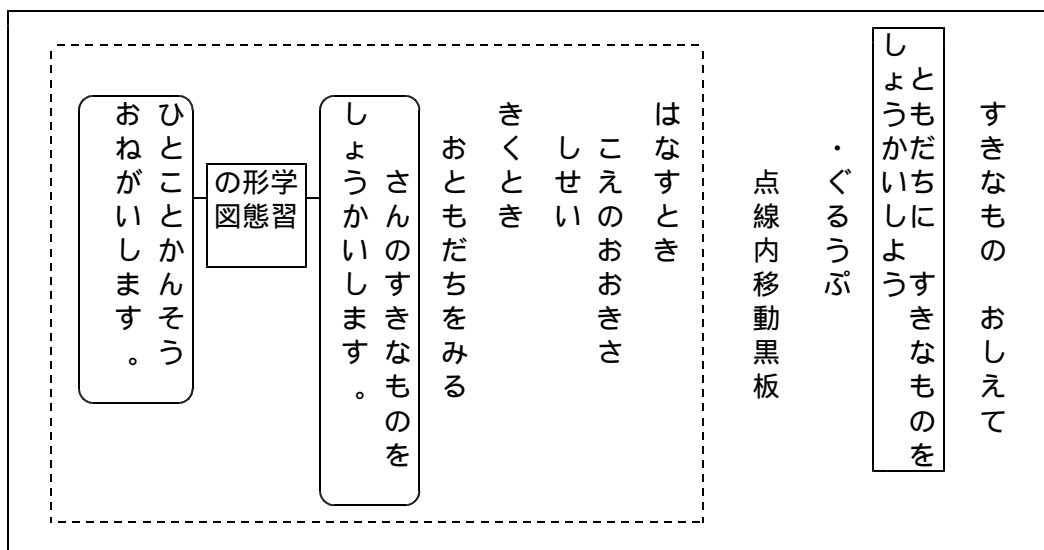 すきなもの　おしえて
ともだちに　すきなものを
しょうかいしよう
・ぐるうぷ
点線内移動黒板
はなすとき
こえのおおきさ
しせい
きくとき
おともだちをみる
さんのすきなものを
しょうかいします。
学習
形態
の図
ひとことかんそう
おねがいします。